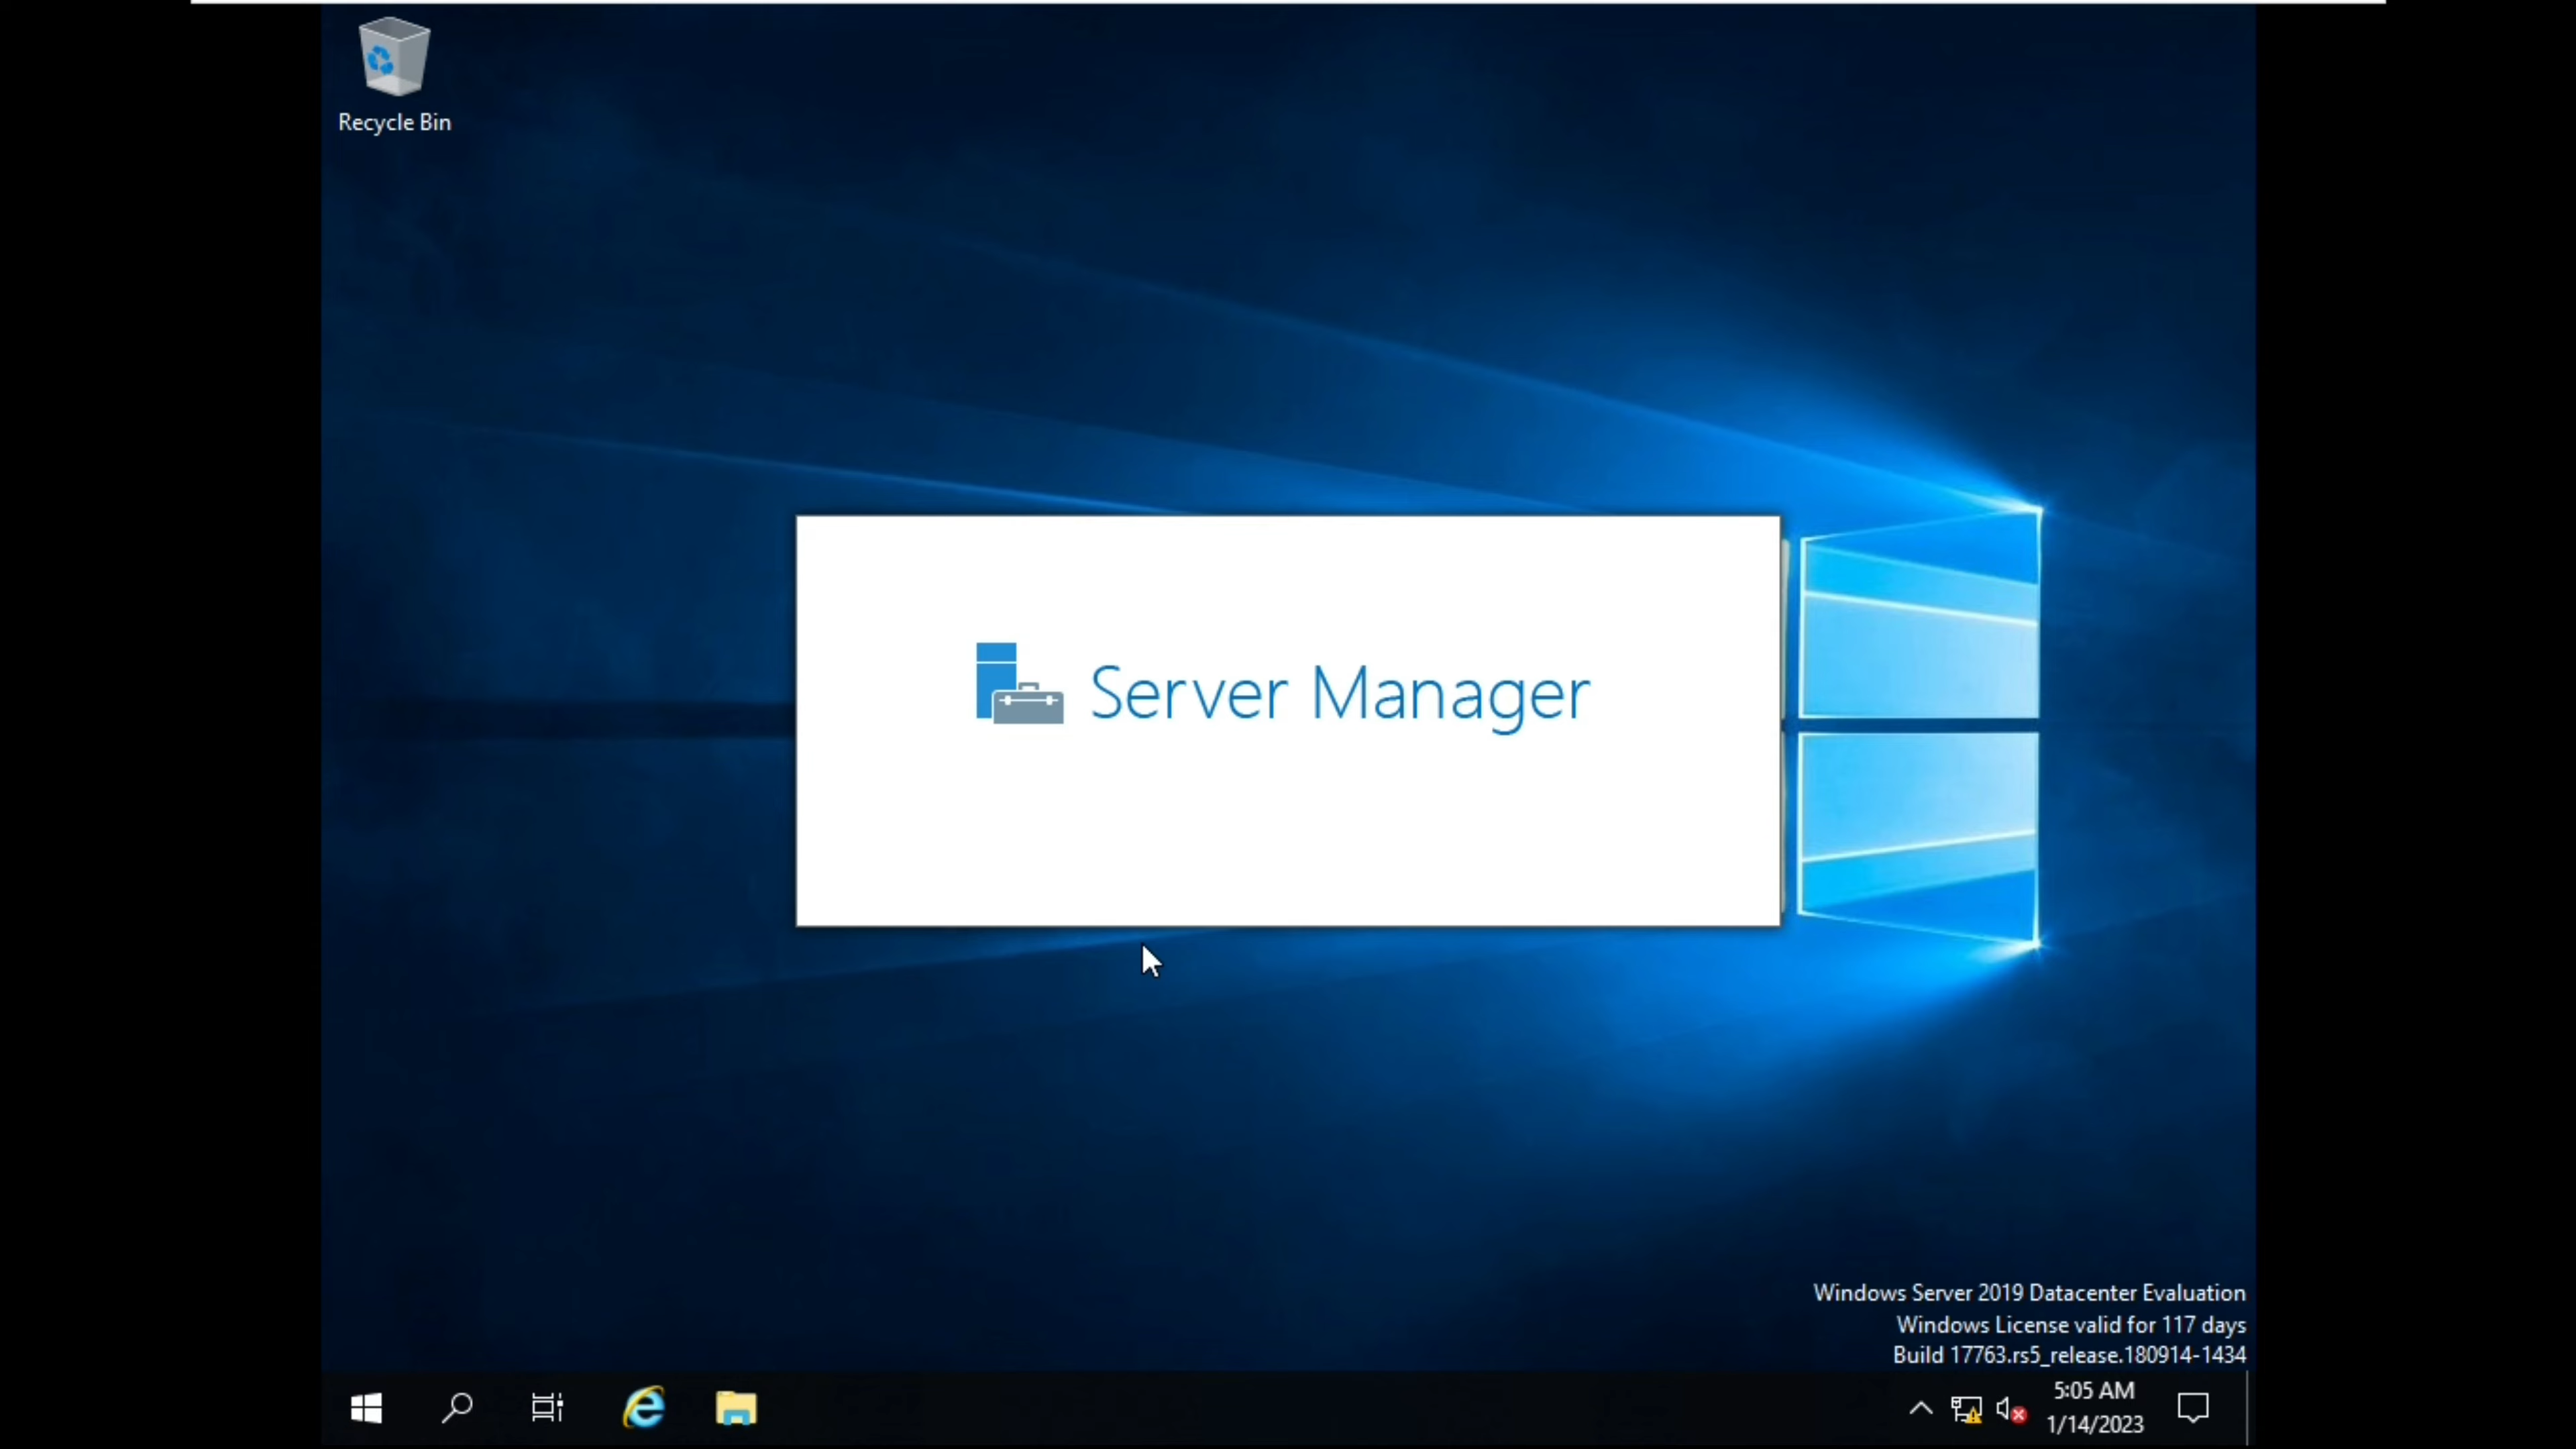 Recycle Bin
Server Manager
Windows Server 2019 Datacenter Evaluation
Windows License valid for 117 days
Build 17763.rs5_release.180914-1434
5:05 AM
1/14/2023